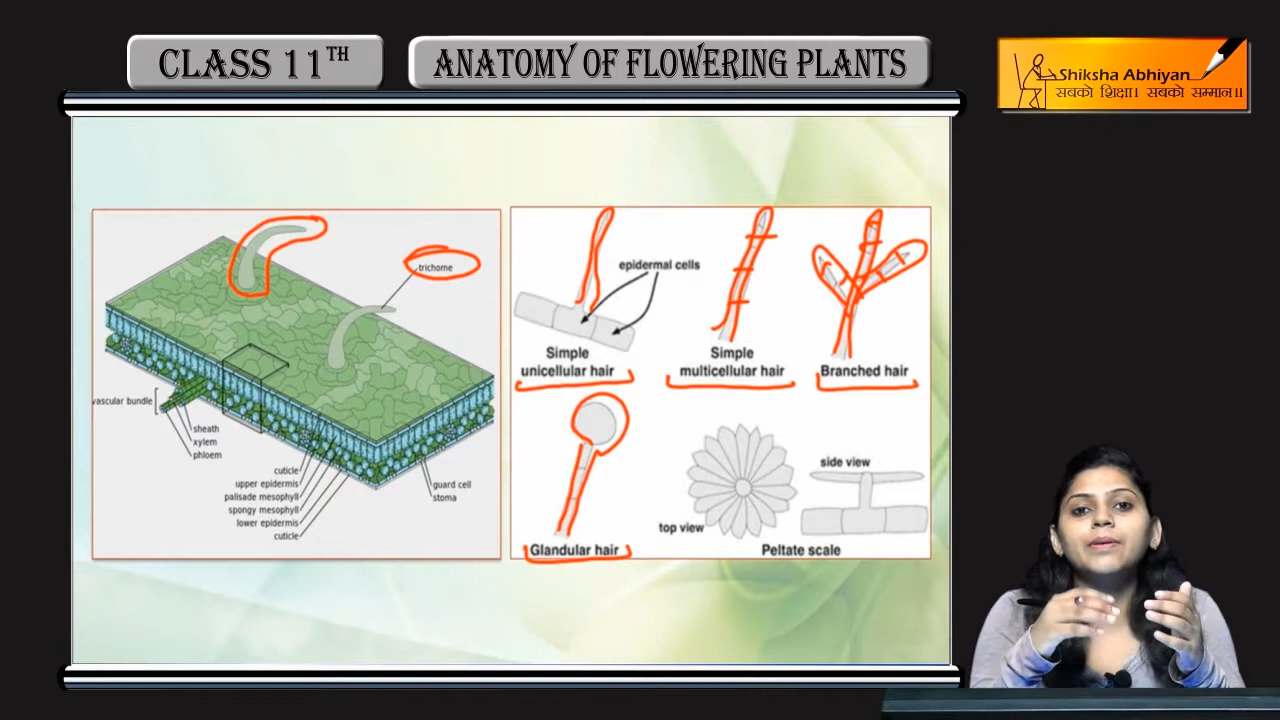 CLASS 11TH
ANATOMY OF FLOWERING PLANTS
Shiksha Abhiyan
सबको शिक्षा। सबको सम्मान॥
trichome
vascular bundle
sheath
xylem
phloem
cuticle
upper epidermis
palisade mesophyll
spongy mesophyll
lower epidermis
cuticle
guard cell
stoma
epidermal cells
Simple
unicellular hair
Simple
multicellular hair
Branched hair
Glandular hair
top view
side view
Peltate scale